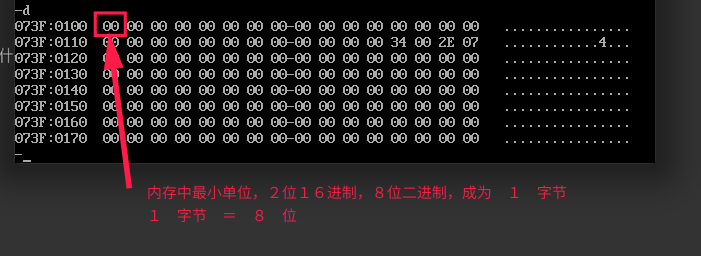 -d
073F:0100 00 00 00 00 00 00 00 00-00 00 00 00 00 00 00 00 ................
073F:0110 00 00 00 00 00 00 00 00-00 00 00 00 34 00 2E 07 ............4...
什
073F:0120 00 00 00 00 00 00 00 00-00 00 00 00 00 00 00 00 ................
073F:0130 00 00 00 00 00 00 00 00-00 00 00 00 00 00 00 00 ................
073F:0140 00 00 00 00 00 00 00 00-00 00 00 00 00 00 00 00 ................
073F:0150 00 00 00 00 00 00 00 00-00 00 00 00 00 00 00 00 ................
073F:0160 00 00 00 00 00 00 00 00-00 00 00 00 00 00 00 00 ................
073F:0170 00 00 00 00 00 00 00 00-00 00 00 00 00 00 00 00 ................
-_
内存中最小单位，２位１６进制，８位二进制，成为　１　字节
１　字节　＝　８　位